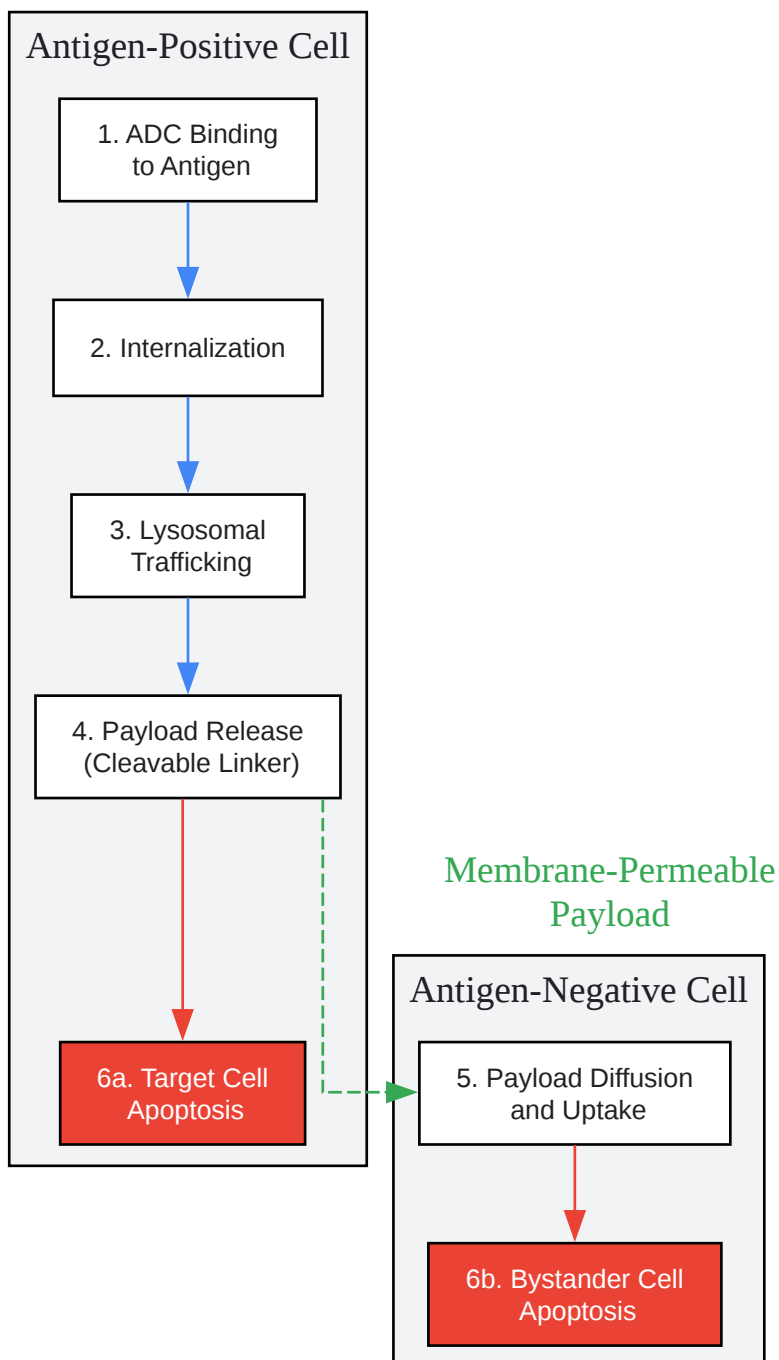 Antigen-Positive Cell
1. ADC Binding
to Antigen
2. Internalization
3. Lysosomal
Trafficking
4. Payload Release
(Cleavable Linker)
6a. Target Cell
Apoptosis
Membrane-Permeable
Payload
Antigen-Negative Cell
5. Payload Diffusion
and Uptake
6b. Bystander Cell
Apoptosis